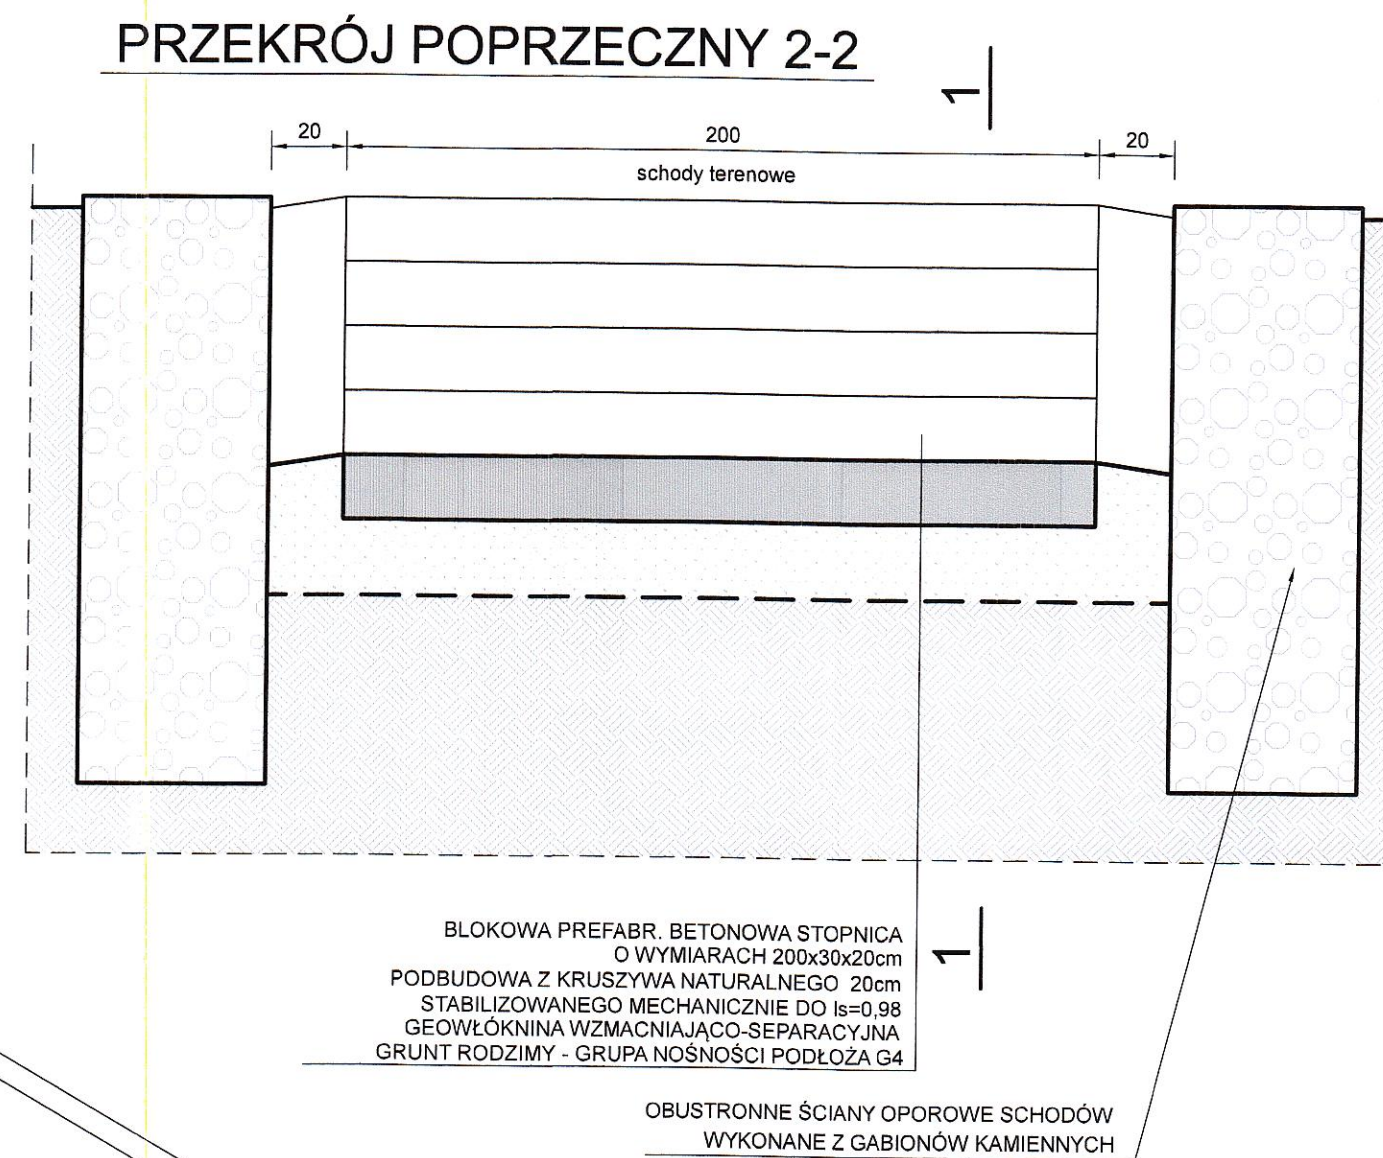 PRZEKRÓJ POPRZECZNY 2-2
1
20
200
20
schody terenowe
BLOKOWA PREFABR. BETONOWA STOPNICA
O WYMIARACH 200x30x20cm
PODBUDOWA Z KRUSZYWA NATURALNEGO 20cm
STABILIZOWANEGO MECHANICZNIE DO Is=0,98
GEOWŁÓKNINA WZMACNIAJĄCO-SEPARACYJNA
GRUNT RODZIMY - GRUPA NOŚNOŚCI PODŁOŻA G4
1
OBUSTRONNE ŚCIANY OPOROWE SCHODÓW
WYKONANE Z GABIONÓW KAMIENNYCH